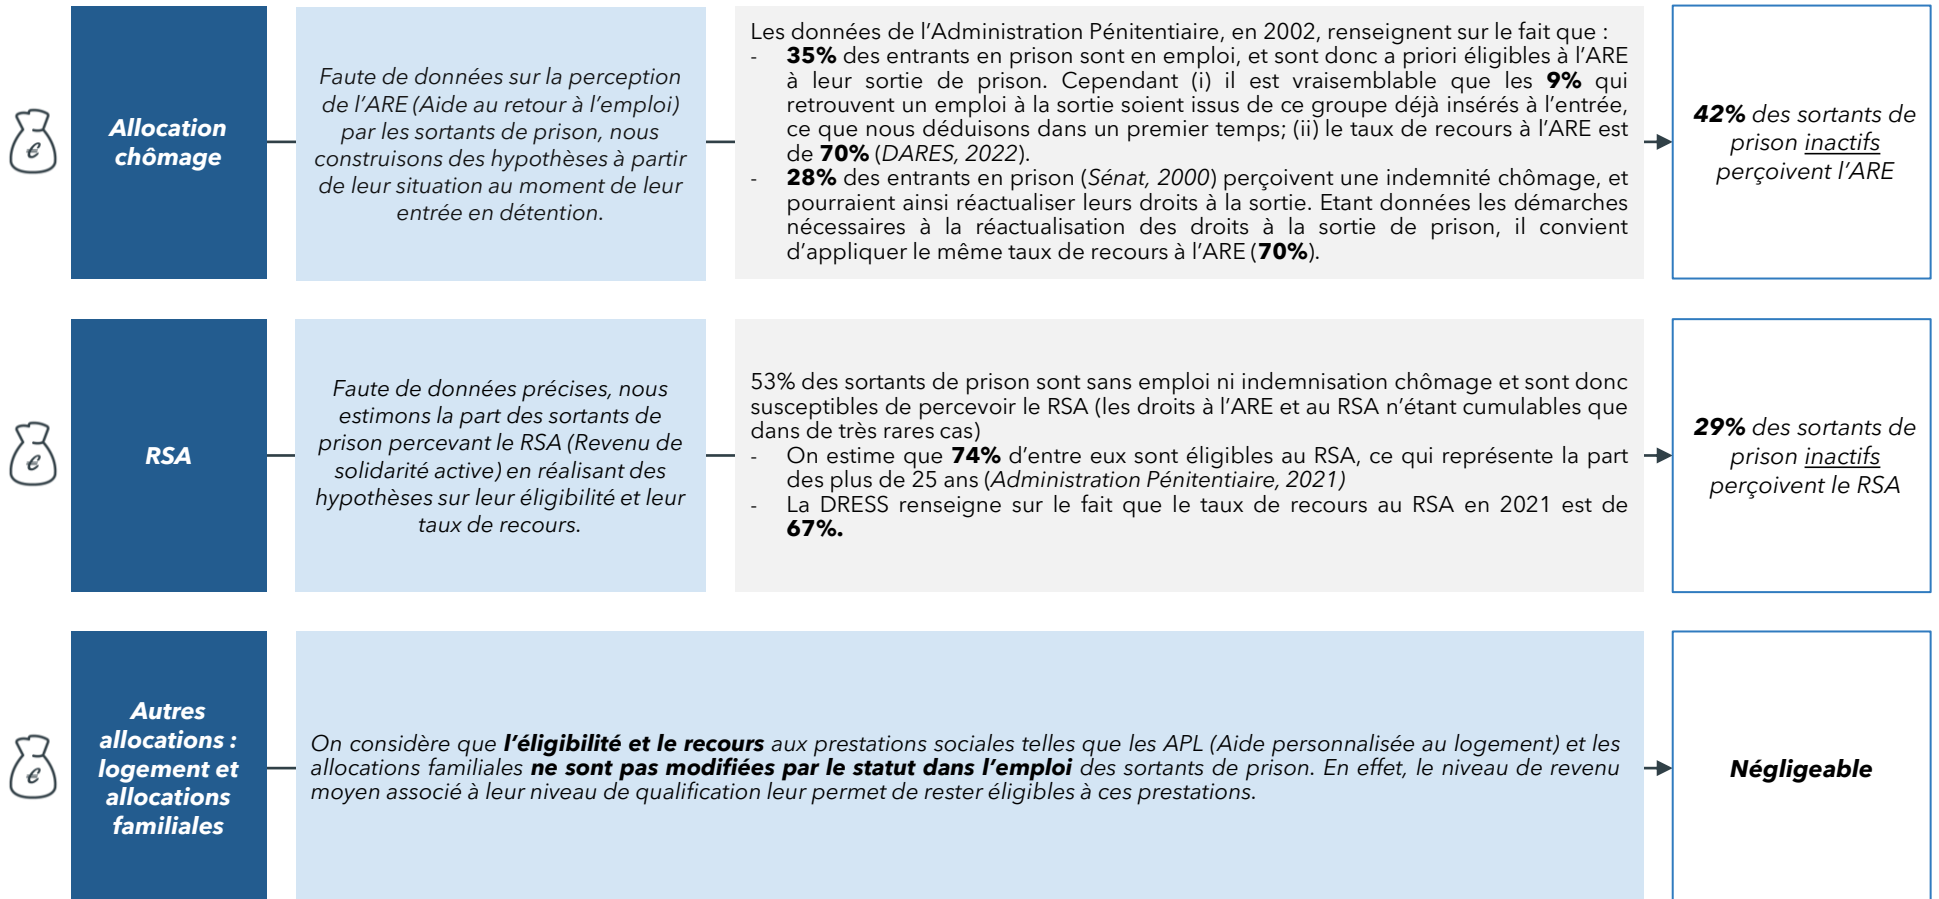 Allocation
chômage
Faute de données sur la perception
de l'ARE (Aide au retour à l'emploi)
par les sortants de prison, nous
construisons des hypothèses à partir
de leur situation au moment de leur
entrée en détention.
Les données de l'Administration Pénitentiaire, en 2002, renseignent sur le fait que :
- 35% des entrants en prison sont en emploi, et sont donc a priori éligibles à l'ARE
à leur sortie de prison. Cependant (i) il est vraisemblable que les 9% qui
retrouvent un emploi à la sortie soient issus de ce groupe déjà insérés à l'entrée,
ce que nous déduisons dans un premier temps; (ii) le taux de recours à l'ARE est
de 70% (DARES, 2022).
- 28% des entrants en prison (Sénat, 2000) perçoivent une indemnité chômage, et
pourraient ainsi réactualiser leurs droits à la sortie. Etant données les démarches
nécessaires à la réactualisation des droits à la sortie de prison, il convient
d'appliquer le même taux de recours à l'ARE (70%).
42% des sortants de
prison inactifs
perçoivent l'ARE
RSA
Faute de données précises, nous
estimons la part des sortants de
prison percevant le RSA (Revenu de
solidarité active) en réalisant des
hypothèses sur leur éligibilité et leur
taux de recours.
53% des sortants de prison sont sans emploi ni indemnisation chômage et sont donc
susceptibles de percevoir le RSA (les droits à l'ARE et au RSA n'étant cumulables que
dans de très rares cas)
- On estime que 74% d'entre eux sont éligibles au RSA, ce qui représente la part
des plus de 25 ans (Administration Pénitentiaire, 2021)
- La DRESS renseigne sur le fait que le taux de recours au RSA en 2021 est de
67%.
29% des sortants de
prison inactifs
perçoivent le RSA
Autres
allocations :
logement et
allocations
familiales
On considère que l'éligibilité et le recours aux prestations sociales telles que les APL (Aide personnalisée au logement) et les
allocations familiales ne sont pas modifiées par le statut dans l'emploi des sortants de prison. En effet, le niveau de revenu
moyen associé à leur niveau de qualification leur permet de rester éligibles à ces prestations.
Négligeable